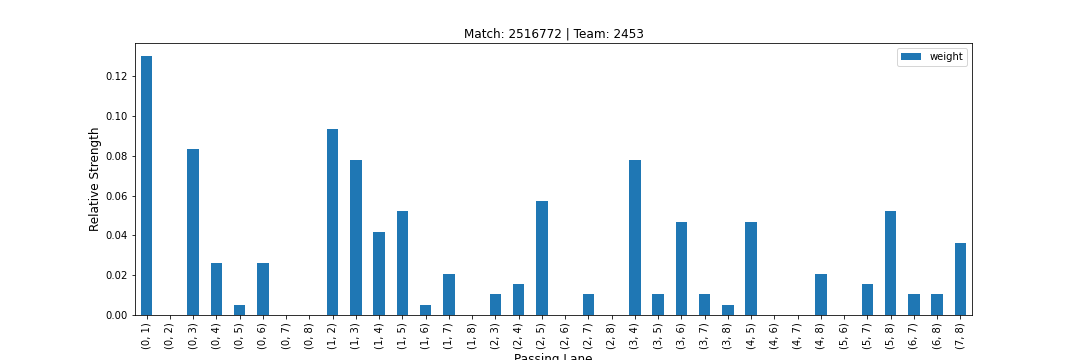 Match: 2516772 | Team: 2453
weight
Relative Strength
0.12
0.10
0.08
0.06
0.04
0.02
0.00
(0, 1) (0, 2) (0, 3) (0, 4) (0, 5) (0, 6) (0, 7) (0, 8) (1, 2) (1, 3) (1, 4) (1, 5) (1, 6) (1, 7) (1, 8) (2, 3) (2, 4) (2, 5) (2, 6) (2, 7) (2, 8) (3, 4) (3, 5) (3, 6) (3, 7) (3, 8) (4, 5) (4, 6) (4, 7) (4, 8) (5, 6) (5, 7) (5, 8) (6, 7) (6, 8) (7, 8)
Passing Lane